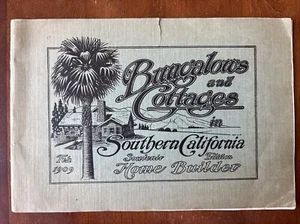 Bungalows
and
Cottages
in
Southern California
Souvenir Edition
Home Builder
Feb.
1909